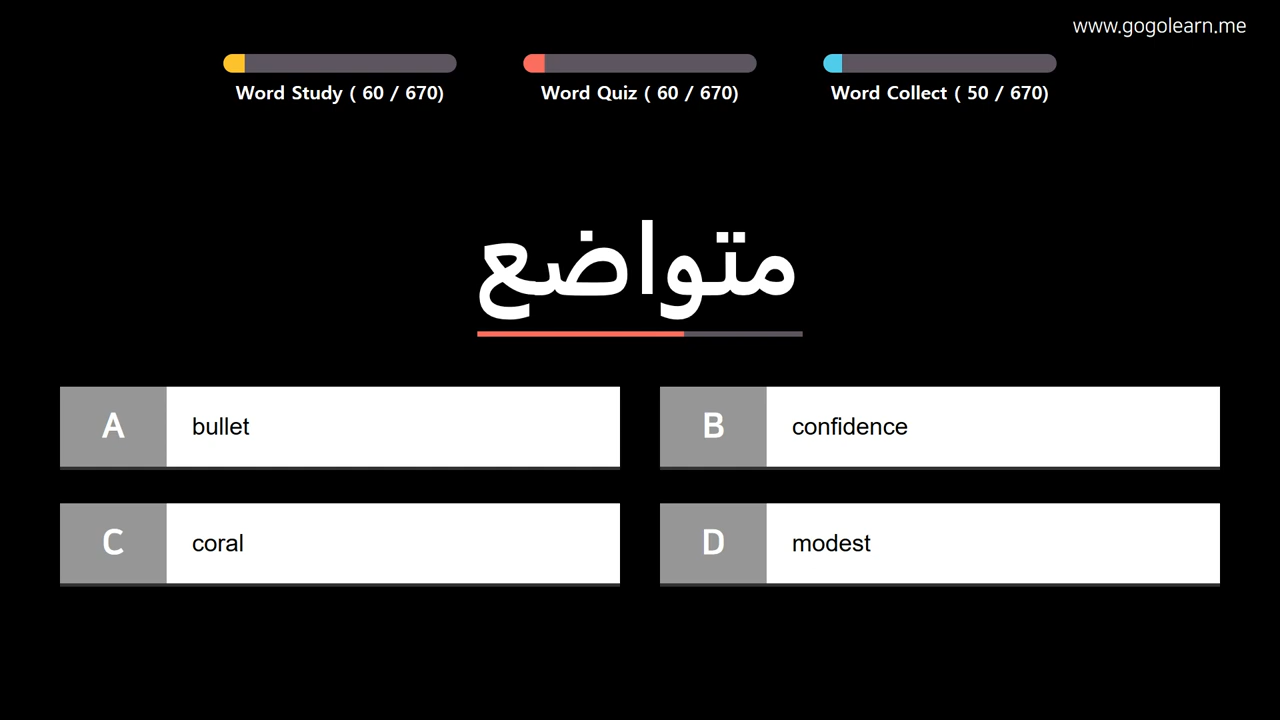 www.gogolearn.me
Word Study ( 60 / 670)
Word Quiz ( 60 / 670)
Word Collect ( 50 / 670)
متواضع
A bullet
B confidence
C coral
D modest